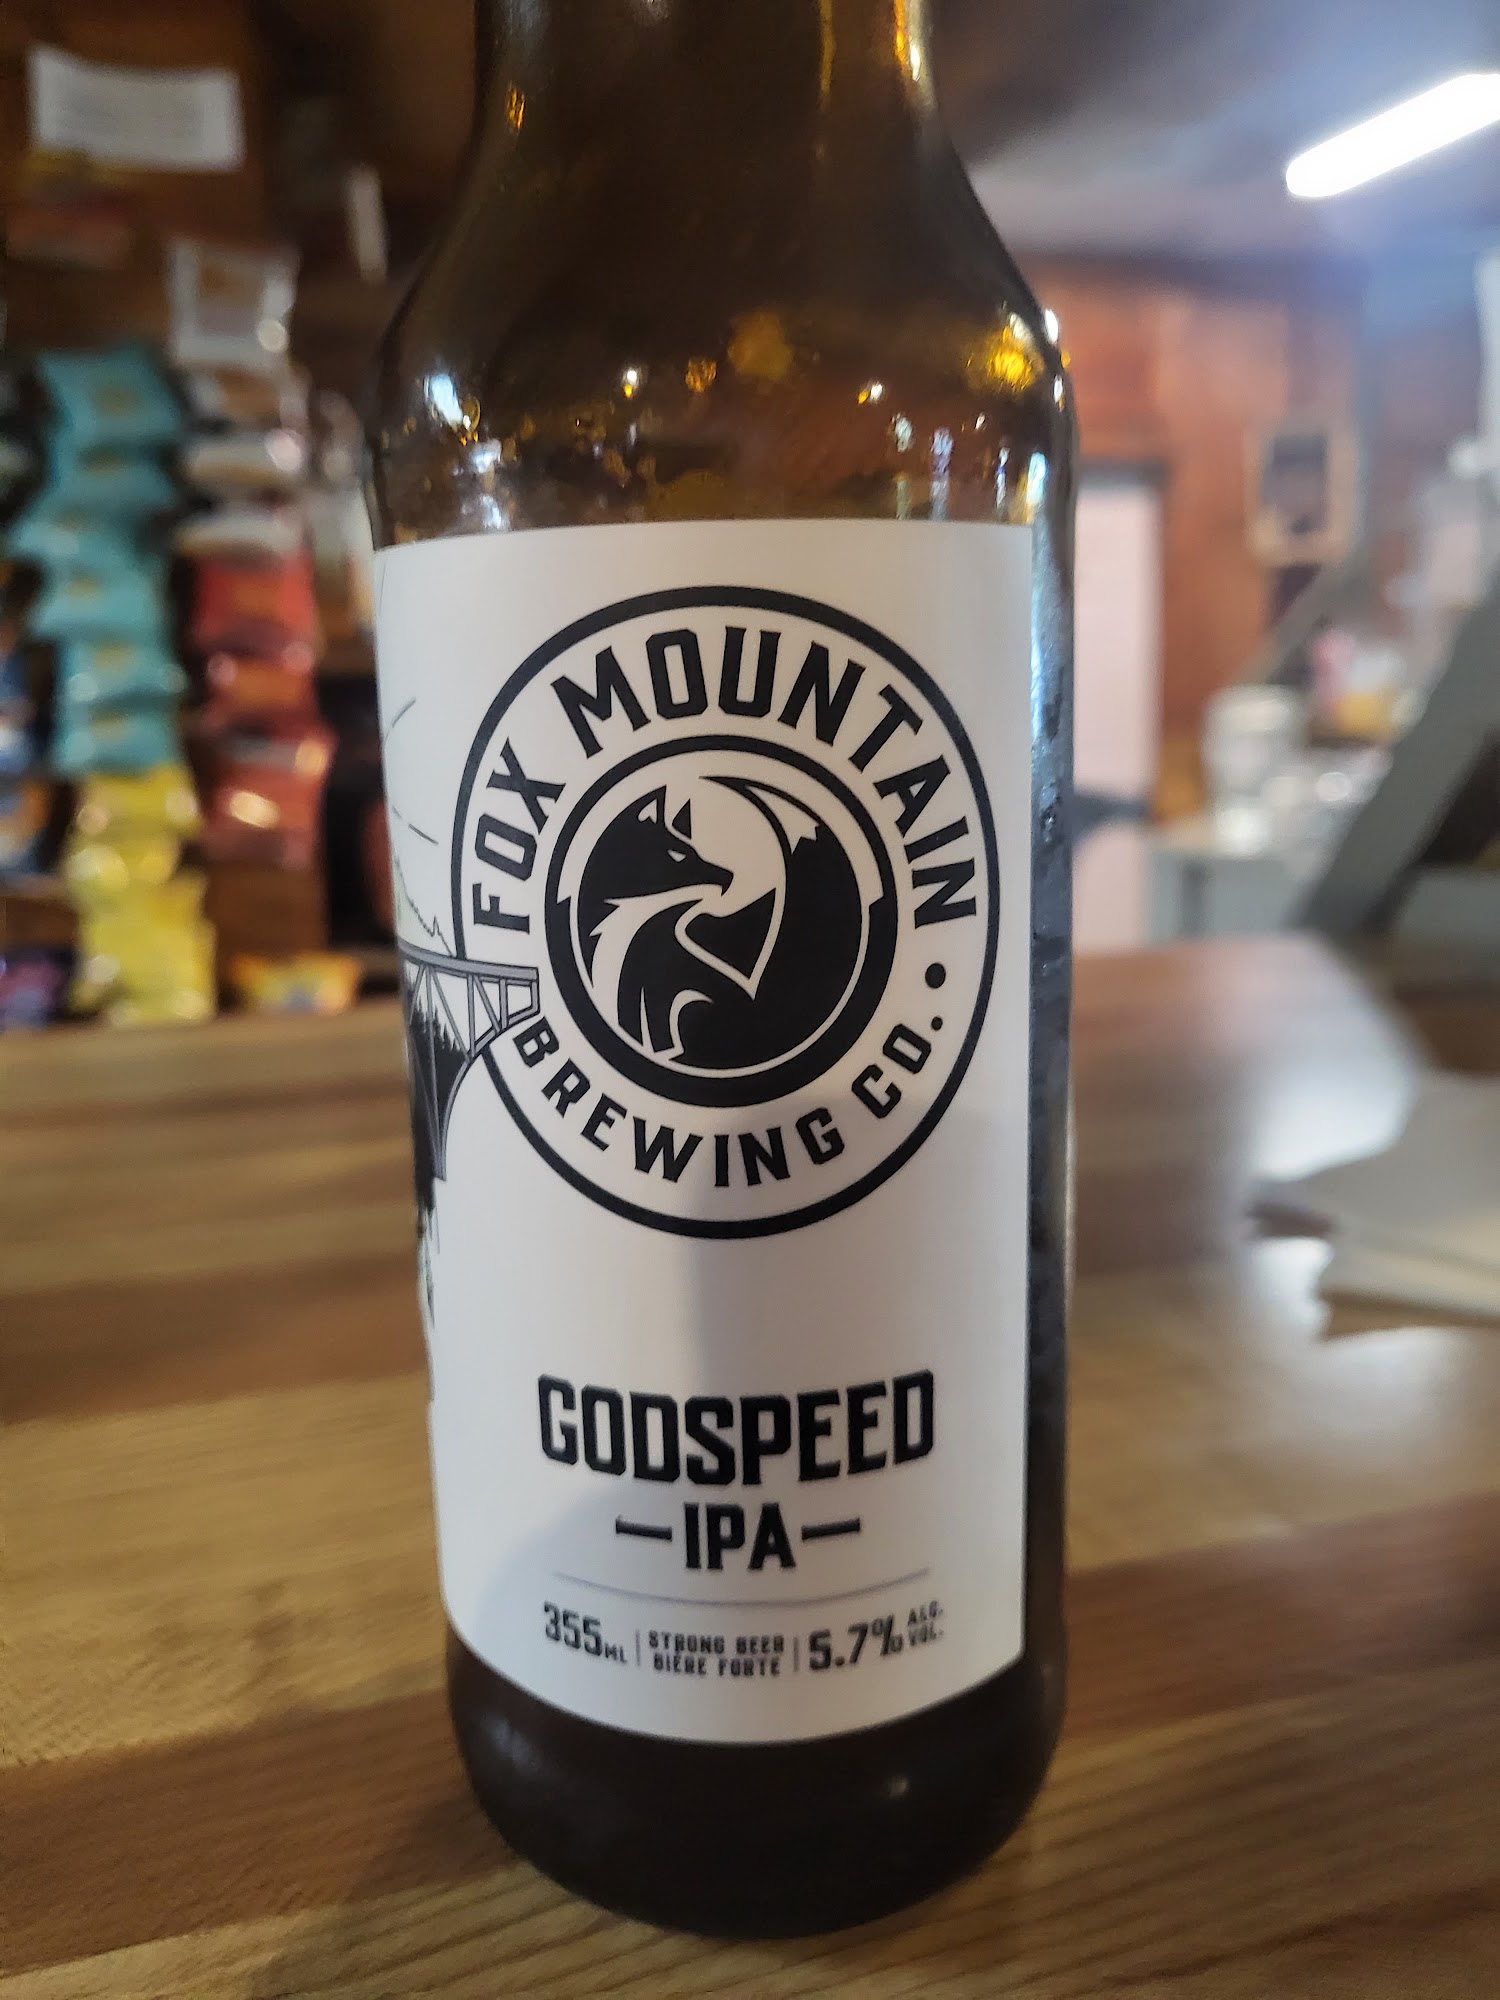 FOX MOUNTAIN
BREWING CO.
GODSPEED
IPA
355ML | STRONG BEER | 5.7% ALC.
BIÈRE FORTE VOL.